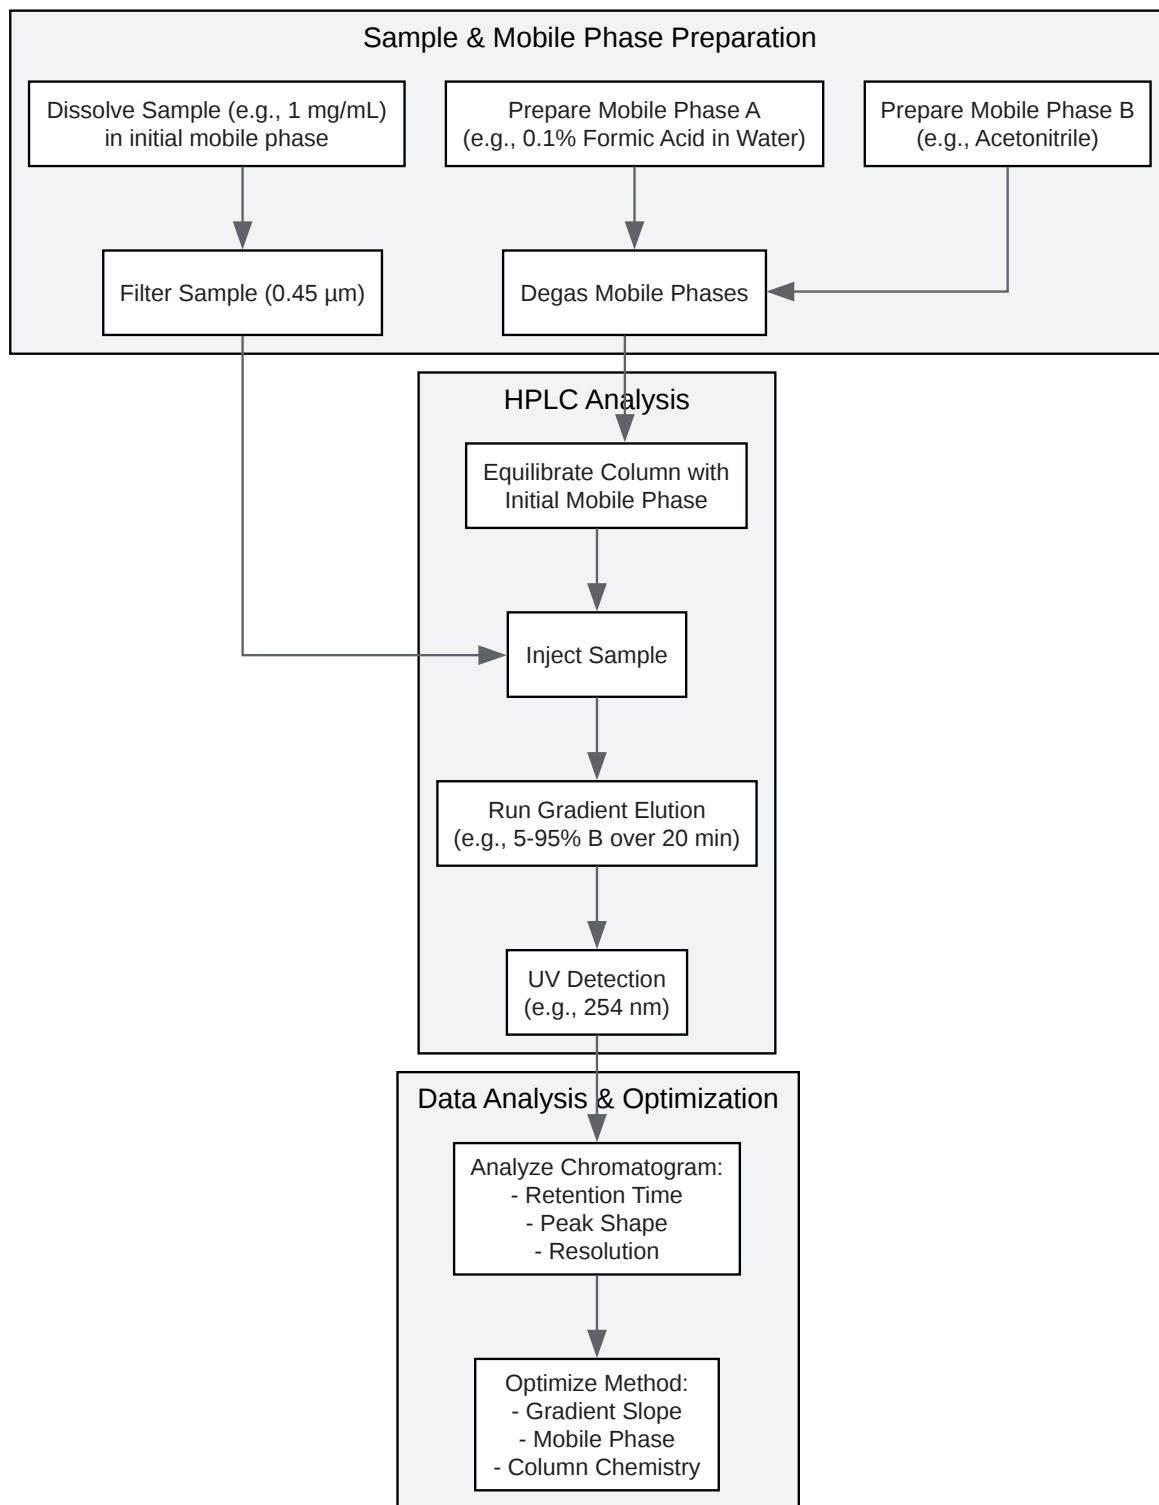 Sample & Mobile Phase Preparation
Dissolve Sample (e.g., 1 mg/mL)
in initial mobile phase
Prepare Mobile Phase A
(e.g., 0.1% Formic Acid in Water)
Prepare Mobile Phase B
(e.g., Acetonitrile)
Filter Sample (0.45 µm)
Degas Mobile Phases
HPLC Analysis
Equilibrate Column with
Initial Mobile Phase
Inject Sample
Run Gradient Elution
(e.g., 5-95% B over 20 min)
UV Detection
(e.g., 254 nm)
Data Analysis & Optimization
Analyze Chromatogram:
- Retention Time
- Peak Shape
- Resolution
Optimize Method:
- Gradient Slope
- Mobile Phase
- Column Chemistry